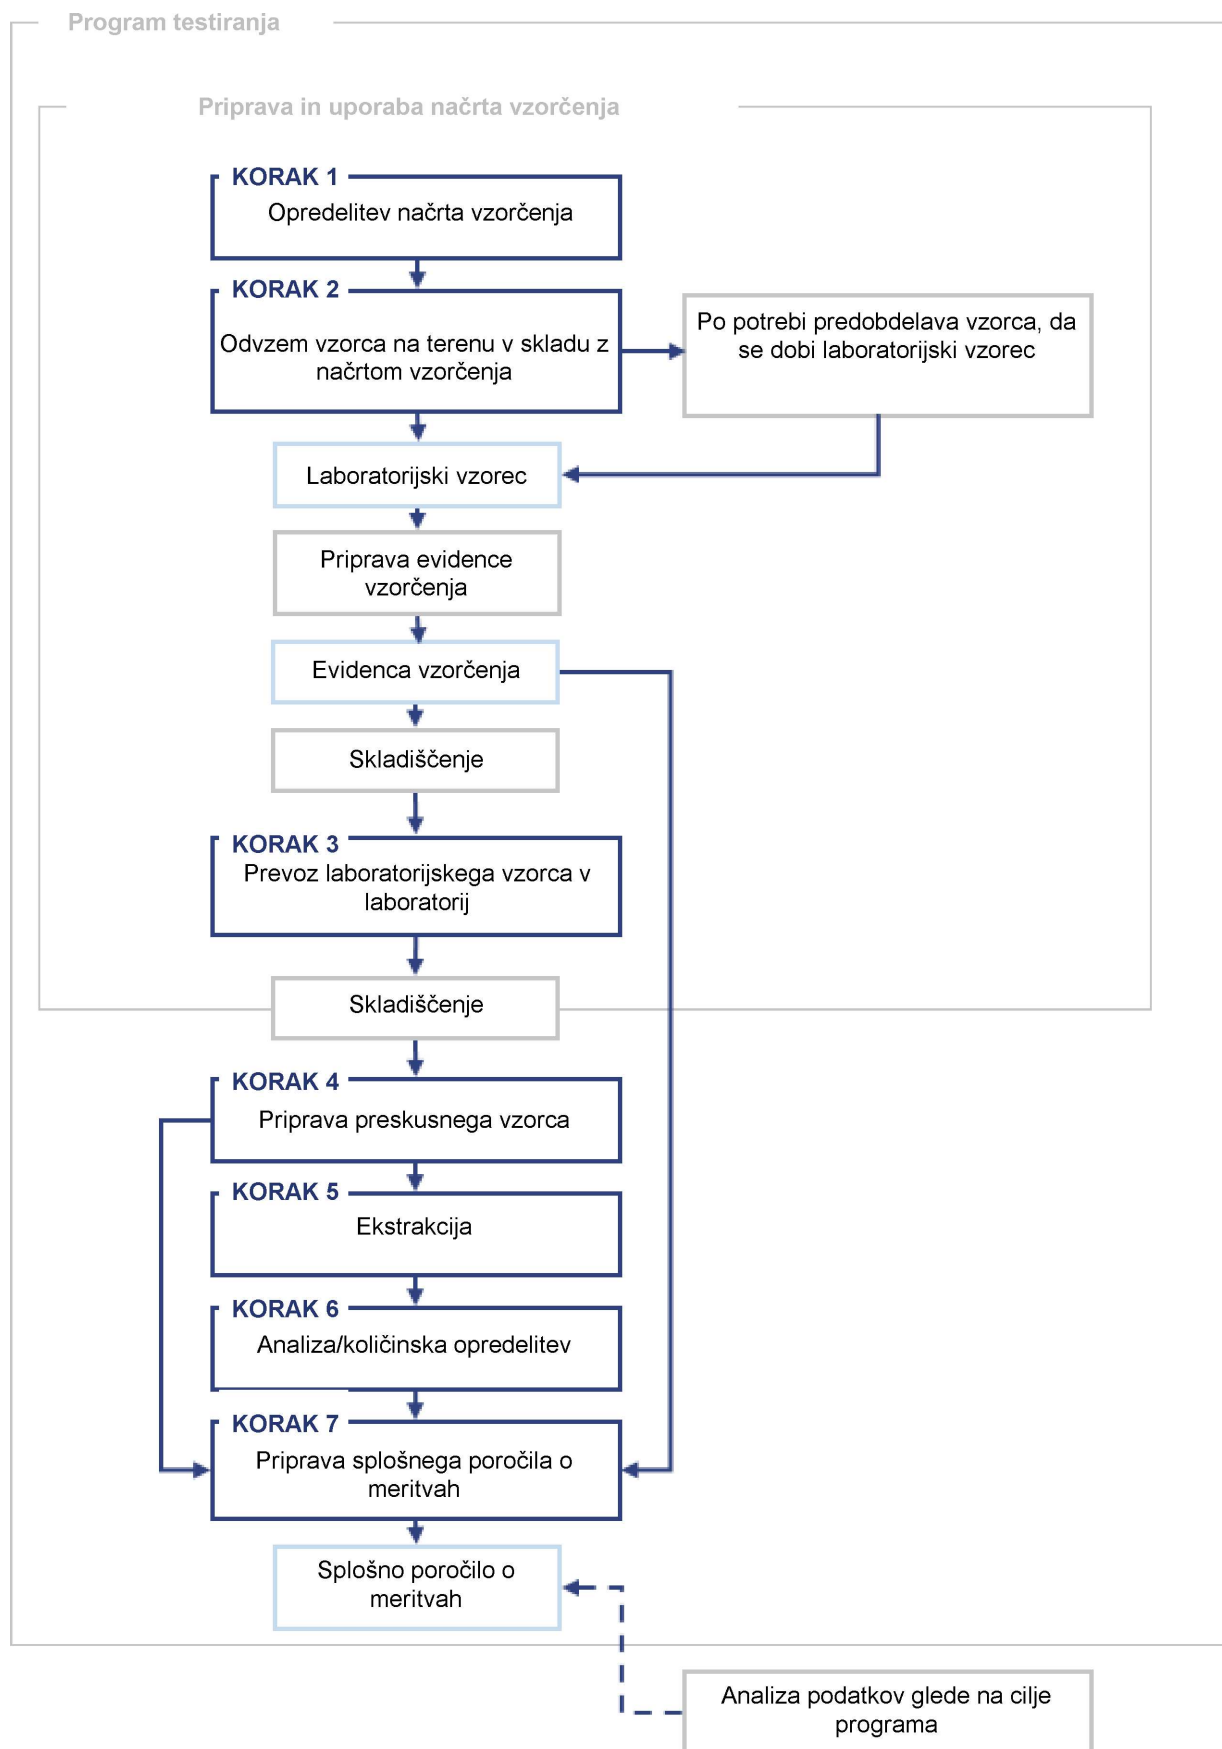 Program testiranja
Priprava in uporaba načrta vzorčenja
KORAK 1
Opredelitev načrta vzorčenja
KORAK 2
Odvzem vzorca na terenu v skladu z
načrtom vzorčenja
Po potrebi predobdelava vzorca, da
se dobi laboratorijski vzorec
Laboratorijski vzorec
Priprava evidence
vzorčenja
Evidenca vzorčenja
Skladiščenje
KORAK 3
Prevoz laboratorijskega vzorca v
laboratorij
Skladiščenje
KORAK 4
Priprava preskusnega vzorca
KORAK 5
Ekstrakcija
KORAK 6
Analiza/količinska opredelitev
KORAK 7
Priprava splošnega poročila o
meritvah
Splošno poročilo o
meritvah
Analiza podatkov glede na cilje
programa